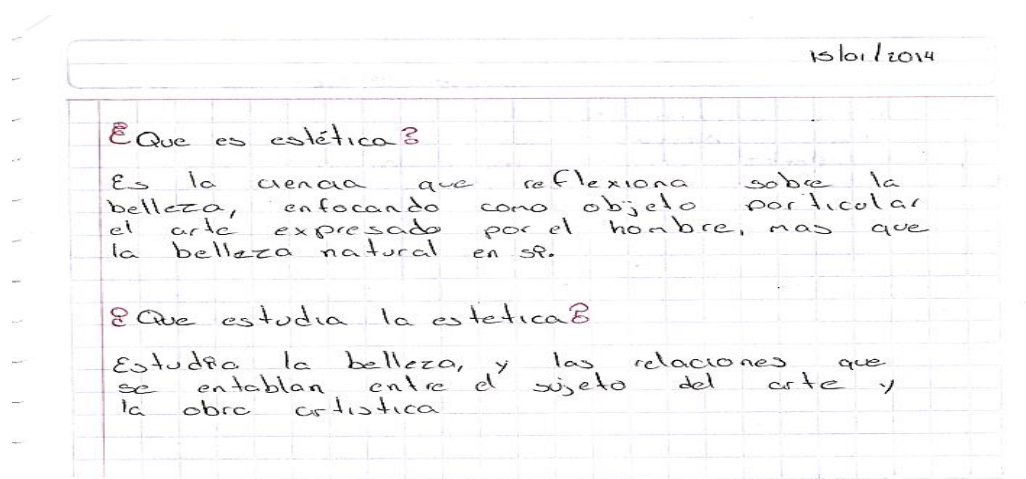 15/01/2014
¿Que es estética?
Es la ciencia que reflexiona sobre la
belleza, enfocando como objeto particular
el arte expresado por el hombre, mas que
la belleza natural en si.
¿Que estudia la estetica?
Estudia la belleza, y las relaciones que
se entablan entre el sujeto del arte y
la obra artistica